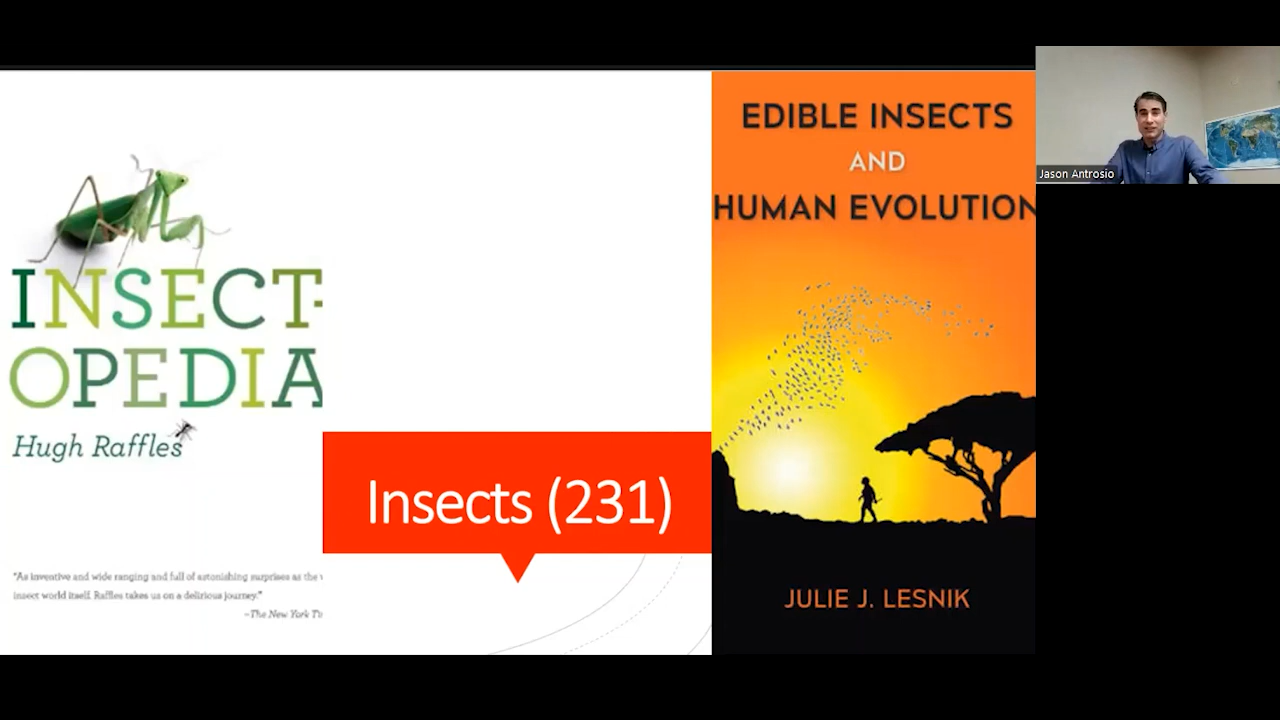 INSECT-
OPEDIA
Hugh Raffles
"As inventive and wide ranging and full of astonishing surprises as the
insect world itself. Raffles takes us on a delirious journey."
—The New York
Insects (231)
EDIBLE INSECTS
AND
HUMAN EVOLUTION
JULIE J. LESNIK
Jason Antrosio